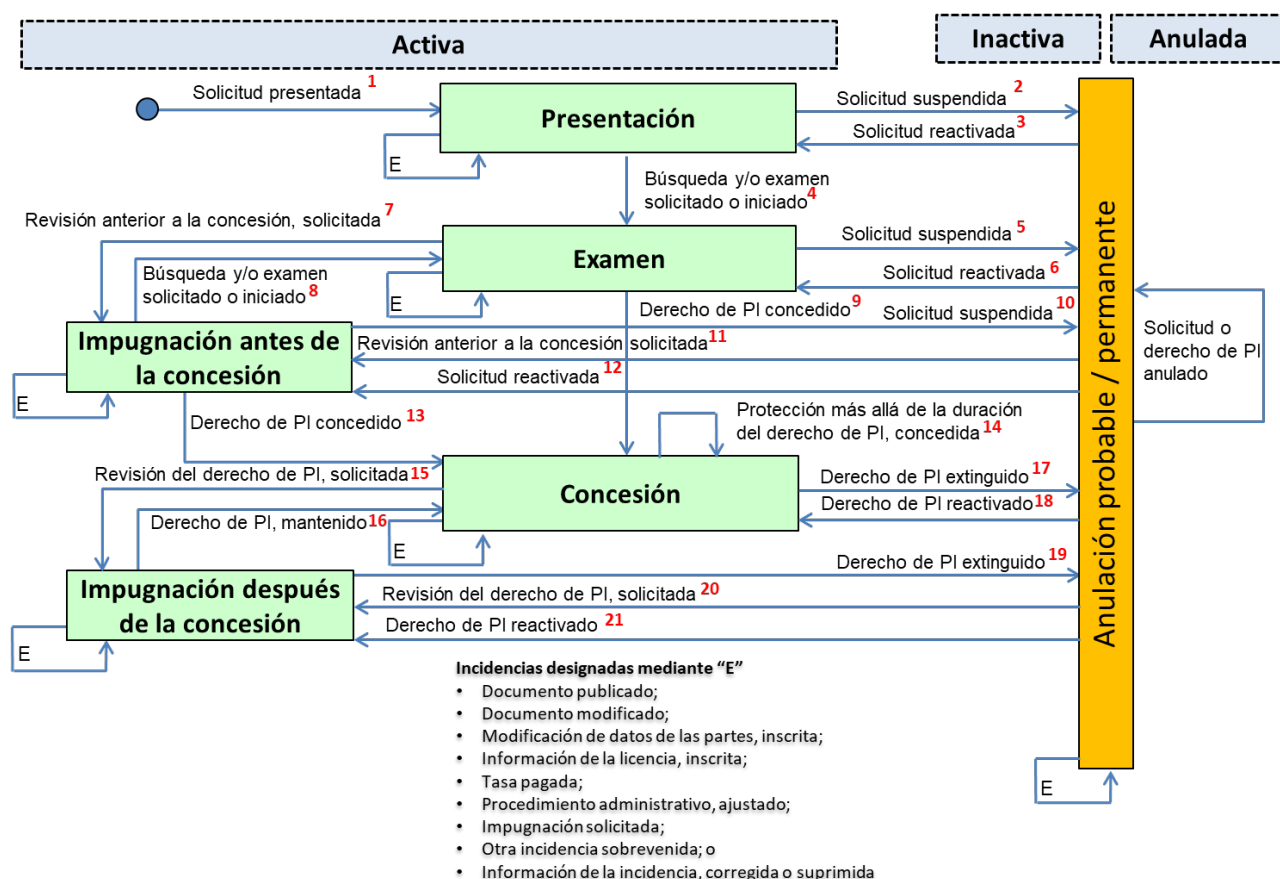 Activa
Inactiva
Anulada
Solicitud presentada 1
Presentación
Solicitud suspendida 2
Solicitud reactivada 3
E
Búsqueda y/o examen
solicitado o iniciado 4
Revisión anterior a la concesión, solicitada 7
Examen
Solicitud suspendida 5
Solicitud reactivada 6
Búsqueda y/o examen
solicitado o iniciado 8
E
Derecho de PI concedido 9
Solicitud suspendida 10
Impugnación antes de
la concesión
Revisión anterior a la concesión solicitada 11
Solicitud reactivada 12
E
Derecho de PI concedido 13
Protección más allá de la duración
del derecho de PI, concedida 14
Revisión del derecho de PI, solicitada 15
Concesión
Derecho de PI extinguido 17
Derecho de PI reactivado 18
Derecho de PI, mantenido 16
E
Derecho de PI extinguido 19
Impugnación después
de la concesión
Revisión del derecho de PI, solicitada 20
Derecho de PI reactivado 21
E
Anulación probable / permanente
Solicitud o
derecho de PI
anulado
E
Incidencias designadas mediante “E”
• Documento publicado;
• Documento modificado;
• Modificación de datos de las partes, inscrita;
• Información de la licencia, inscrita;
• Tasa pagada;
• Procedimiento administrativo, ajustado;
• Impugnación solicitada;
• Otra incidencia sobrevenida; o
• Información de la incidencia, corregida o suprimida